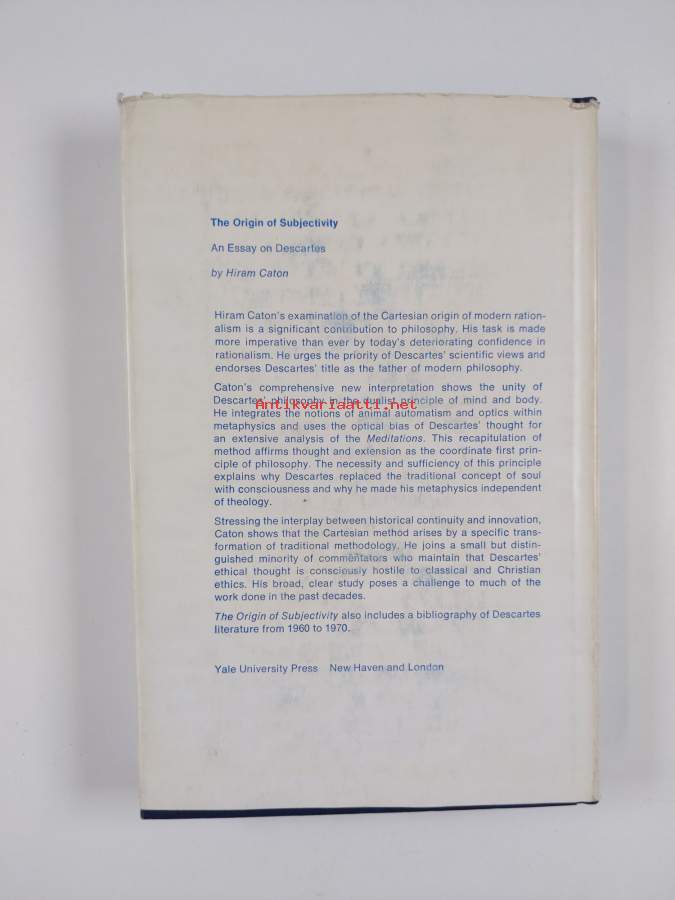 The Origin of Subjectivity
An Essay on Descartes
by Hiram Caton
Hiram Caton's examination of the Cartesian origin of modern ration-
alism is a significant contribution to philosophy. His task is made
more imperative than ever by today's deteriorating confidence in
rationalism. He urges the priority of Descartes' scientific views and
endorses Descartes' title as the father of modern philosophy.
Caton's comprehensive new interpretation shows the unity of
Descartes' philosophy in the dualist principle of mind and body.
Antikvariaatti.net
He integrates the notions of animal automatism and optics within
metaphysics and uses the optical bias of Descartes' thought for
an extensive analysis of the Meditations. This recapitulation of
method affirms thought and extension as the coordinate first prin-
ciple of philosophy. The necessity and sufficiency of this principle
explains why Descartes replaced the traditional concept of soul
with consciousness and why he made his metaphysics independent
of theology.
Stressing the interplay between historical continuity and innovation,
Caton shows that the Cartesian method arises by a specific trans-
formation of traditional methodology. He joins a small but distin-
guished minority of commentators who maintain that Descartes'
ethical thought is consciously hostile to classical and Christian
ethics. His broad, clear study poses a challenge to much of the
work done in the past decades.
The Origin of Subjectivity also includes a bibliography of Descartes
literature from 1960 to 1970.
Yale University Press New Haven and London